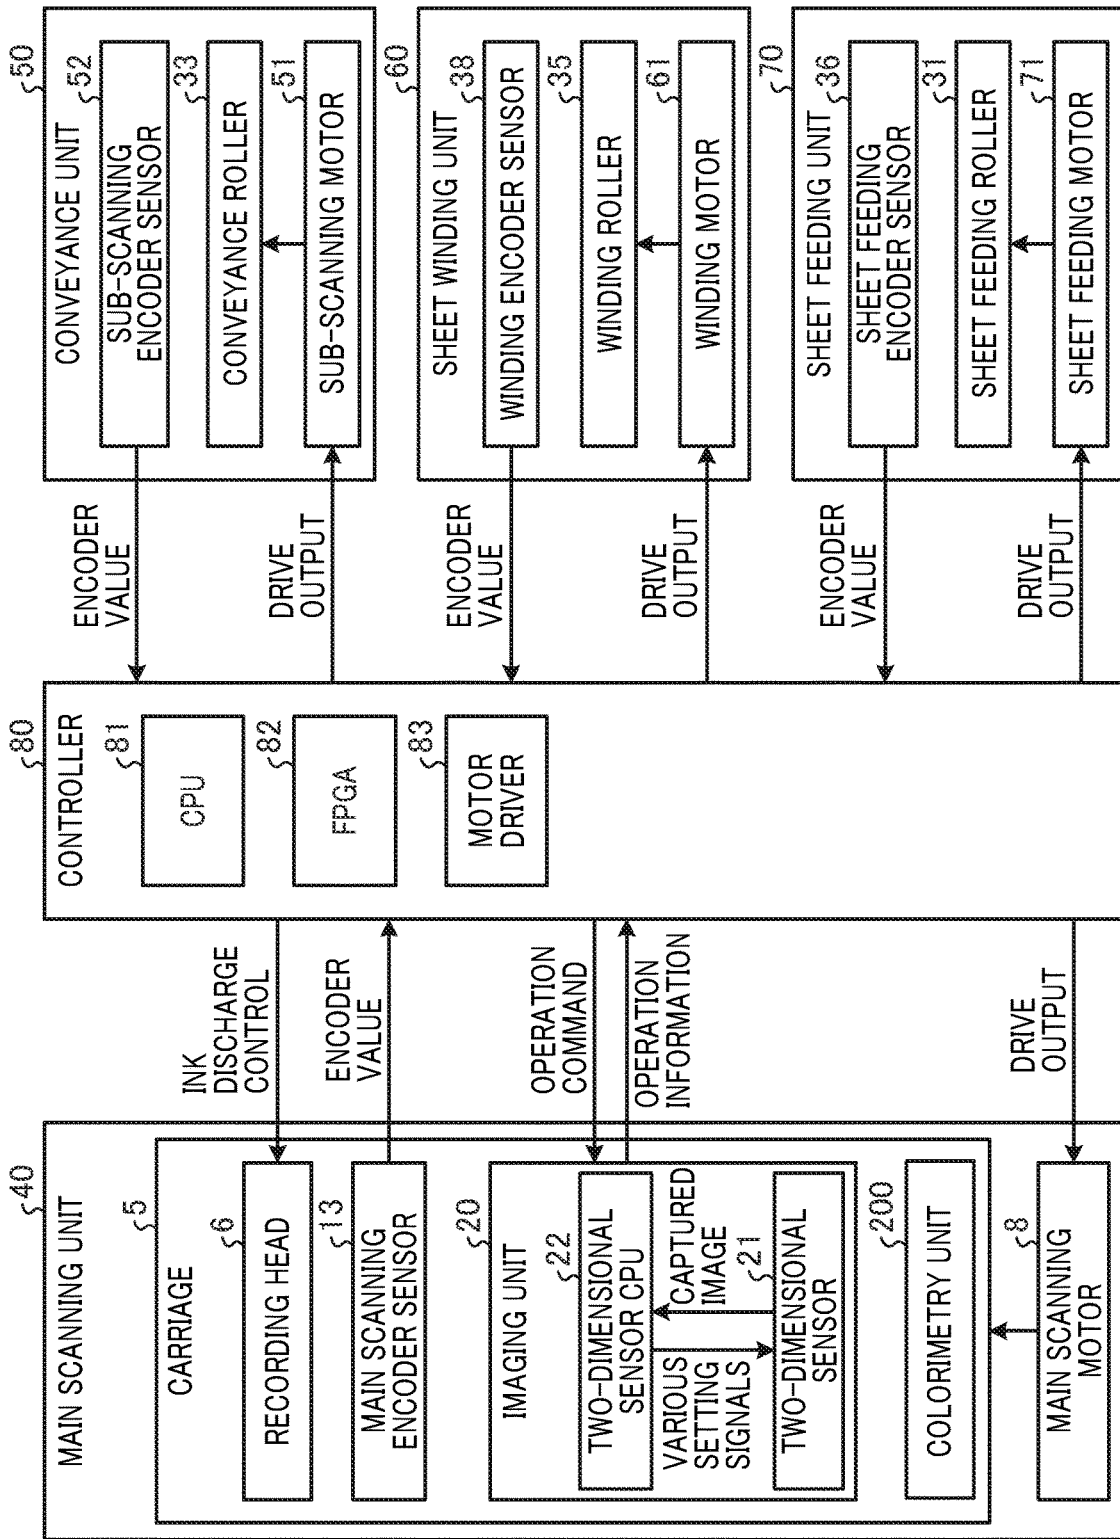 MAIN SCANNING UNIT
40
CARRIAGE
5
RECORDING HEAD
6
MAIN SCANNING
ENCODER SENSOR
13
IMAGING UNIT
20
TWO-DIMENSIONAL
SENSOR CPU
22
VARIOUS
SETTING
SIGNALS
CAPTURED
IMAGE
TWO-DIMENSIONAL
SENSOR
21
COLORIMETRY UNIT
200
MAIN SCANNING
MOTOR
8
INK
DISCHARGE
CONTROL
ENCODER
VALUE
OPERATION
COMMAND
OPERATION
INFORMATION
DRIVE
OUTPUT
CONTROLLER
80
CPU
81
FPGA
82
MOTOR
DRIVER
83
ENCODER
VALUE
DRIVE
OUTPUT
ENCODER
VALUE
DRIVE
OUTPUT
ENCODER
VALUE
DRIVE
OUTPUT
CONVEYANCE UNIT
50
SUB-SCANNING
ENCODER SENSOR
52
CONVEYANCE ROLLER
33
SUB-SCANNING MOTOR
51
SHEET WINDING UNIT
60
WINDING ENCODER SENSOR
38
WINDING ROLLER
35
WINDING MOTOR
61
SHEET FEEDING UNIT
70
SHEET FEEDING
ENCODER SENSOR
36
SHEET FEEDING ROLLER
31
SHEET FEEDING MOTOR
71